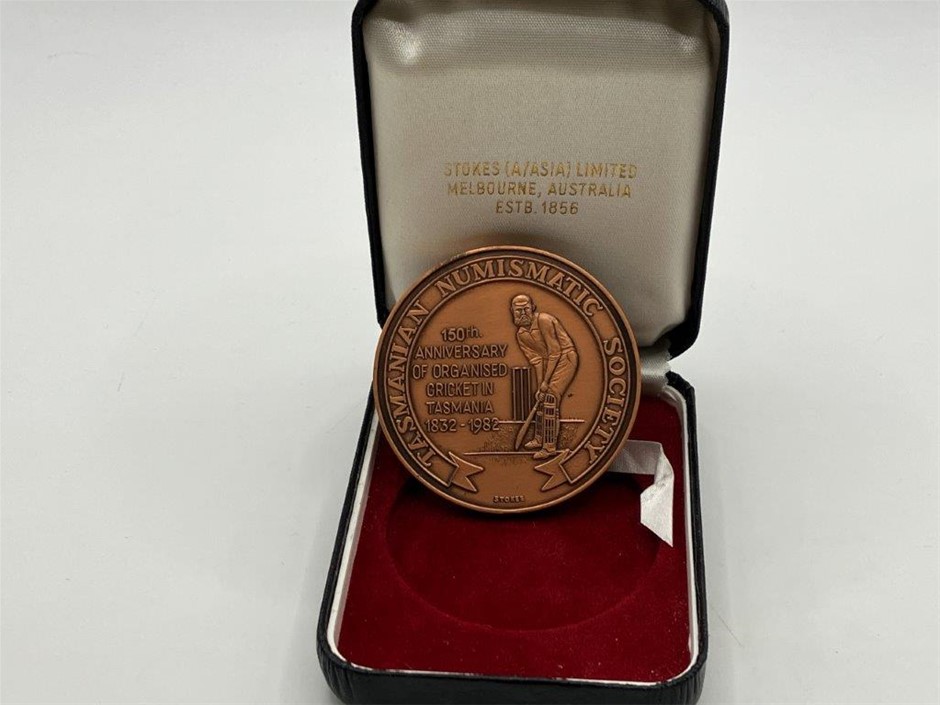 STOKES (A/ASIA) LIMITED
MELBOURNE, AUSTRALIA
ESTB. 1856
TASMANIAN NUMISMATIC SOCIETY
150th.
ANNIVERSARY
OF ORGANISED
CRICKET IN
TASMANIA
1832-1982
STOKES